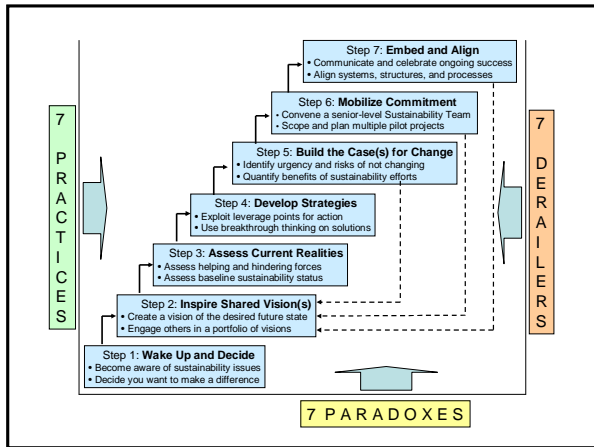 Step 7: Embed and Align
• Communicate and celebrate ongoing success
• Align systems, structures, and processes
Step 6: Mobilize Commitment
• Convene a senior-level Sustainability Team
• Scope and plan multiple pilot projects
Step 5: Build the Case(s) for Change
• Identify urgency and risks of not changing
• Quantify benefits of sustainability efforts
Step 4: Develop Strategies
• Exploit leverage points for action
• Use breakthrough thinking on solutions
Step 3: Assess Current Realities
• Assess helping and hindering forces
• Assess baseline sustainability status
Step 2: Inspire Shared Vision(s)
• Create a vision of the desired future state
• Engage others in a portfolio of visions
Step 1: Wake Up and Decide
• Become aware of sustainability issues
• Decide you want to make a difference
7 PRACTICES
7 DERAILERS
7 PARADOXES